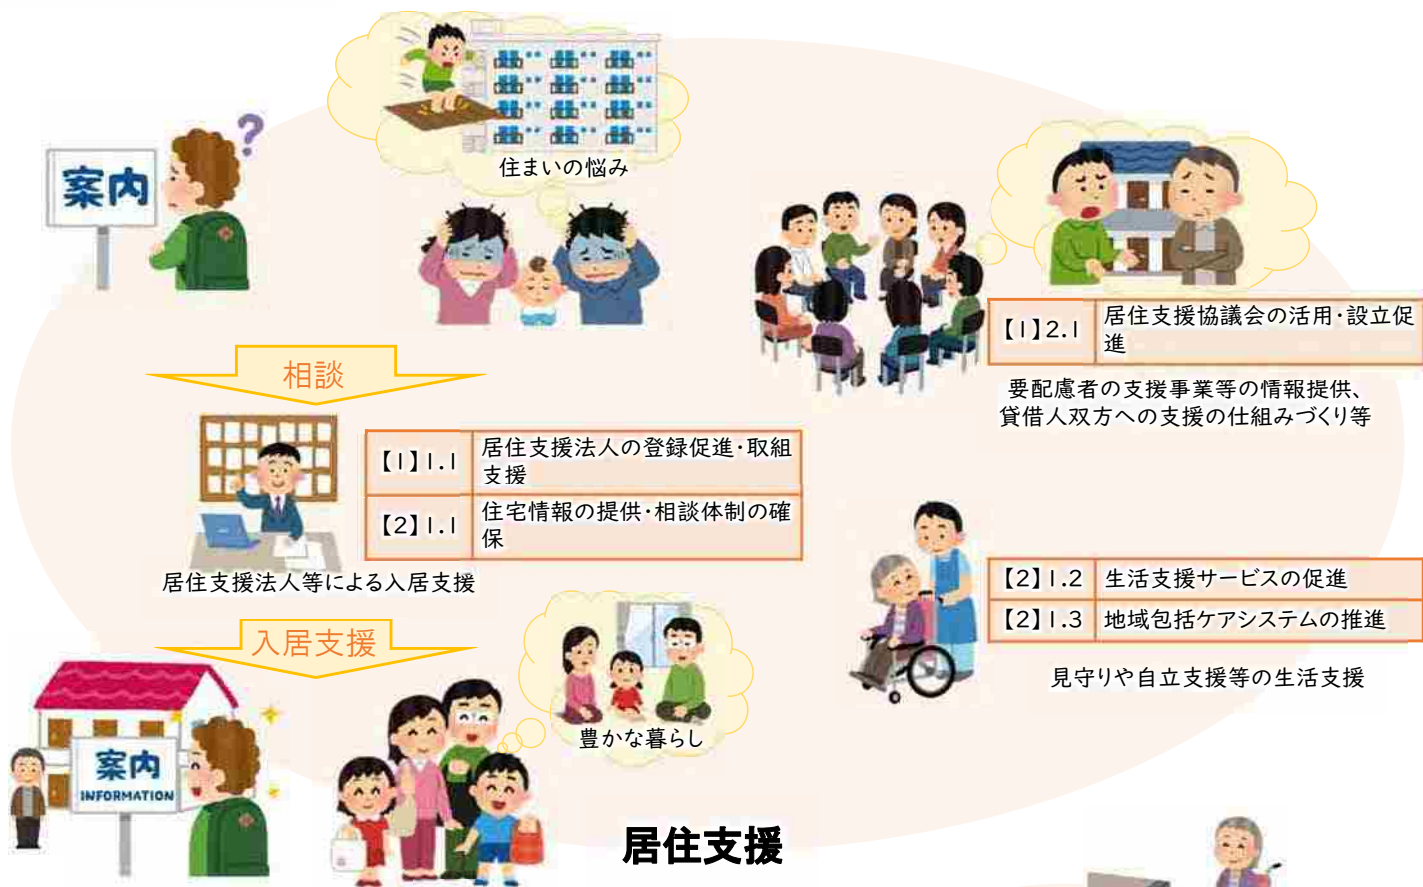 住まいの悩み
案内
?
【1】2.1
居住支援協議会の活用・設立促
進
要配慮者の支援事業等の情報提供、
貸借人双方への支援の仕組みづくり等
相談
【1】1.1
居住支援法人の登録促進・取組
支援
【2】1.1
住宅情報の提供・相談体制の確
保
居住支援法人等による入居支援
【2】1.2
生活支援サービスの促進
【2】1.3
地域包括ケアシステムの推進
見守りや自立支援等の生活支援
入居支援
豊かな暮らし
案内
INFORMATION
居住支援